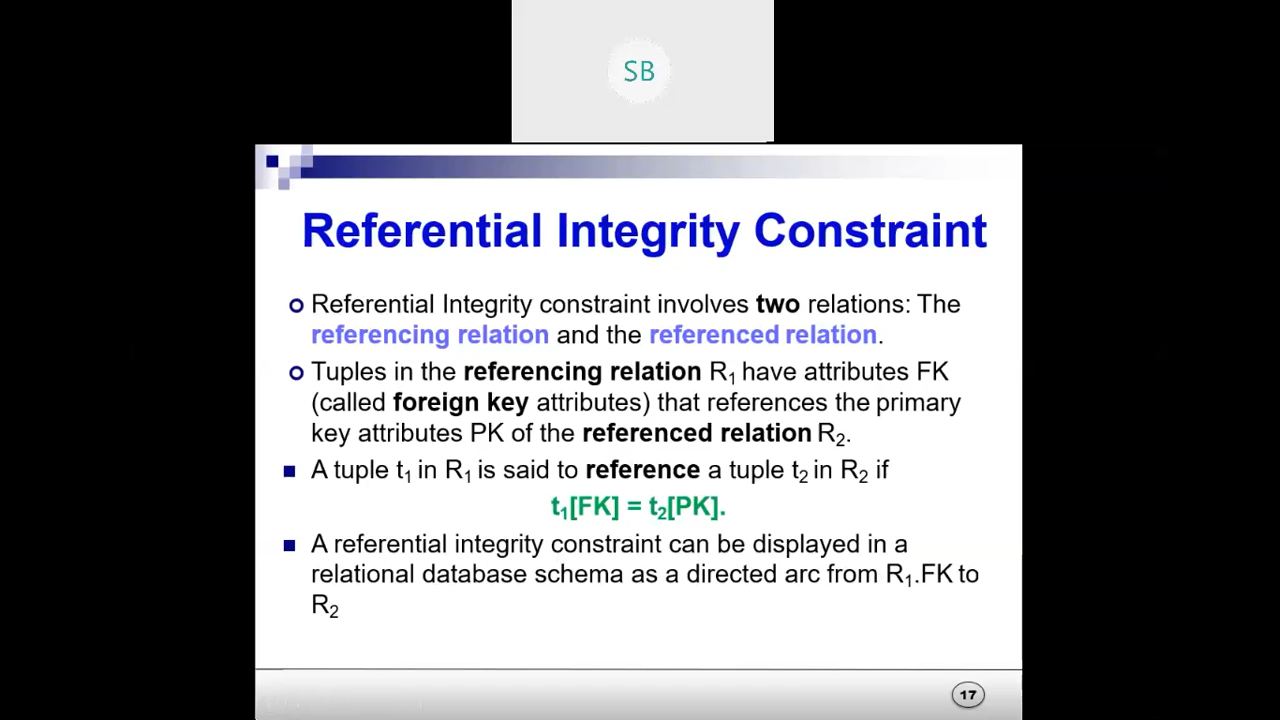 SB
Referential Integrity Constraint
Referential Integrity constraint involves two relations: The
referencing relation and the referenced relation.
Tuples in the referencing relation R1 have attributes FK
(called foreign key attributes) that references the primary
key attributes PK of the referenced relation R2.
A tuple t1 in R1 is said to reference a tuple t2 in R2 if
t1[FK] = t2[PK].
A referential integrity constraint can be displayed in a
relational database schema as a directed arc from R1.FK to
R2
17